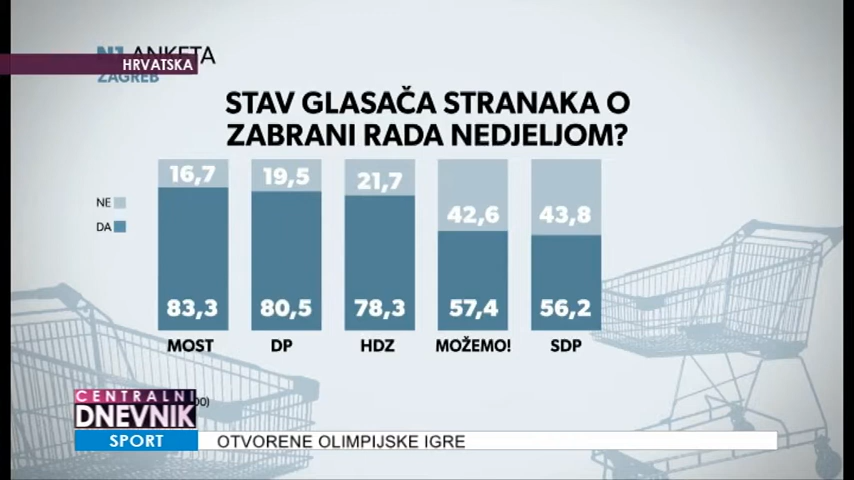 N1 ANKETA
HRVATSKA
ZAGREB
STAV GLASAČA STRANAKA O
ZABRANI RADA NEDJELJOM?
NE
DA
16,7 19,5 21,7 42,6 43,8
83,3 80,5 78,3 57,4 56,2
MOST DP HDZ MOŽEMO! SDP
CENTRALNI
DNEVNIK
SPORT OTVORENE OLIMPIJSKE IGRE